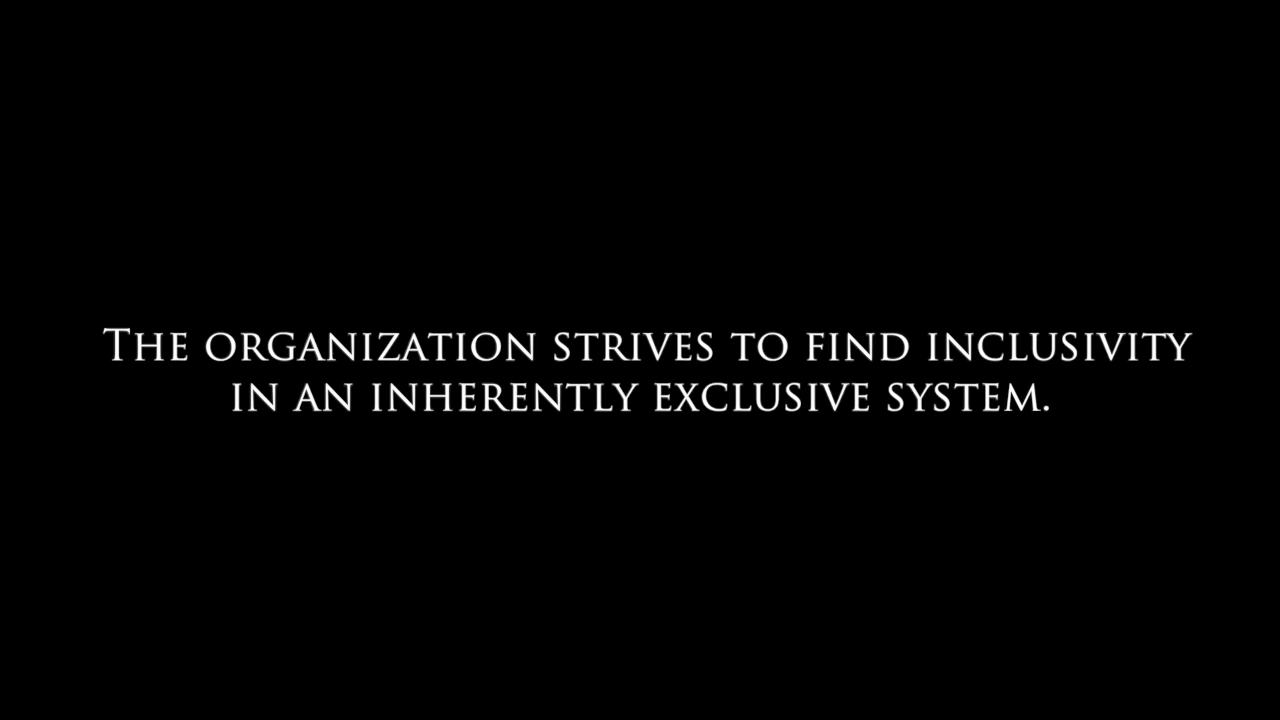 The organization strives to find inclusivity
in an inherently exclusive system.